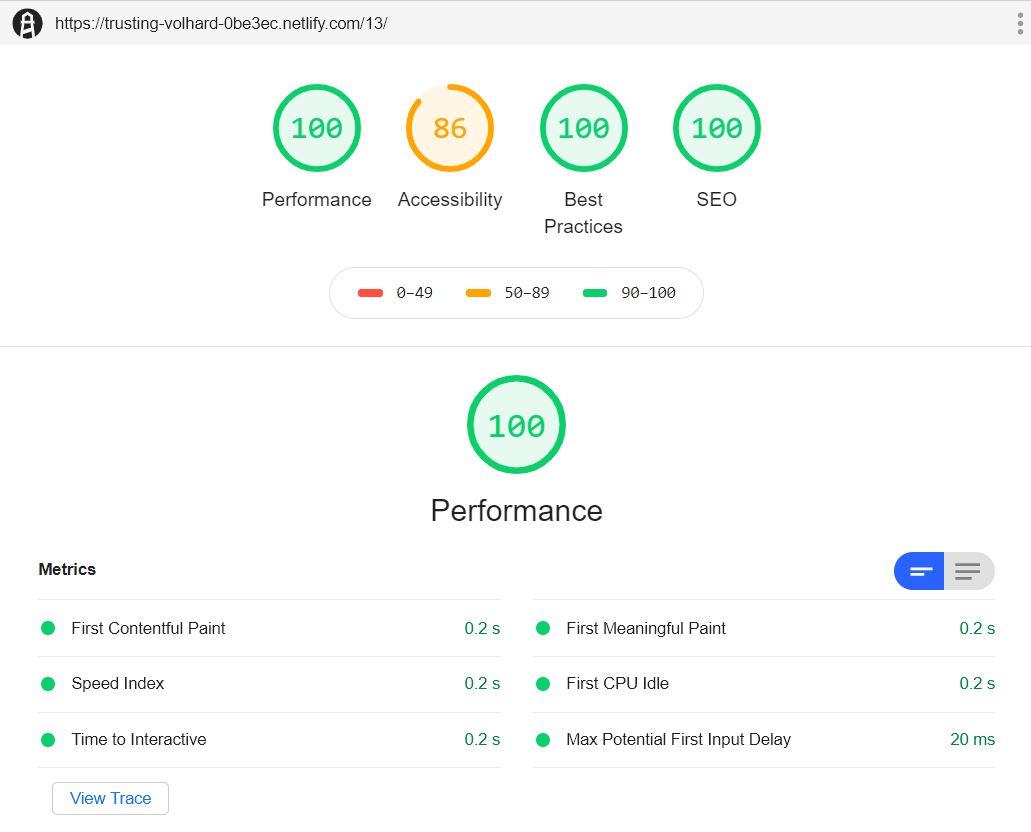 https://trusting-volhard-0be3ec.netlify.com/13/
100 86 100 100
Performance Accessibility Best Practices SEO
0–49 50–89 90–100
100
Performance
Metrics
First Contentful Paint 0.2 s
First Meaningful Paint 0.2 s
Speed Index 0.2 s
First CPU Idle 0.2 s
Time to Interactive 0.2 s
Max Potential First Input Delay 20 ms
View Trace